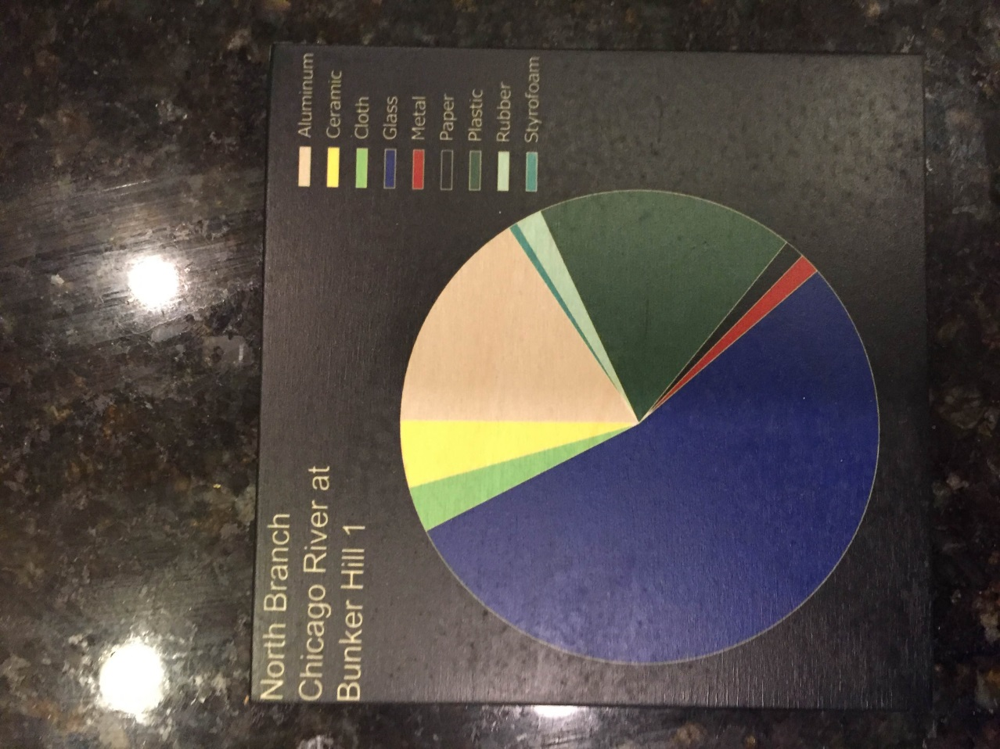 North Branch
Chicago River at
Bunker Hill 1
Aluminum
Ceramic
Cloth
Glass
Metal
Paper
Plastic
Rubber
Styrofoam